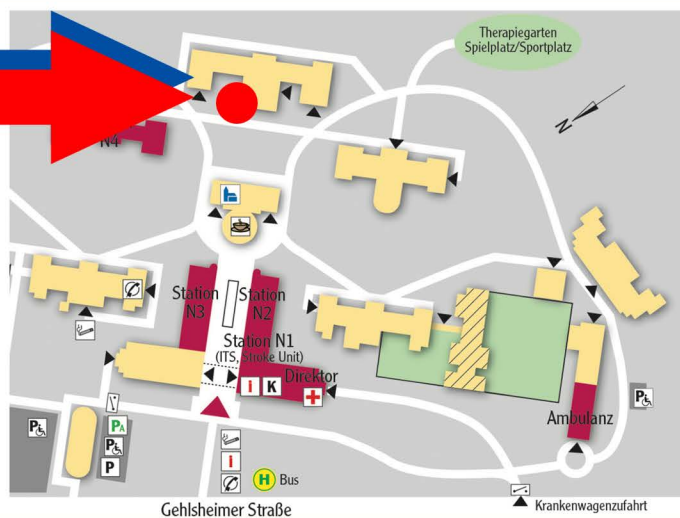 Therapiegarten
Spielplatz/Sportplatz
N
N4
Station
N3
Station
N2
Station N1
(ITS, Stroke Unit)
i K
Direktor
Ambulanz
P
PA
P
P
P
i
H Bus
Gehlsheimer Straße
Krankenwagenzufahrt